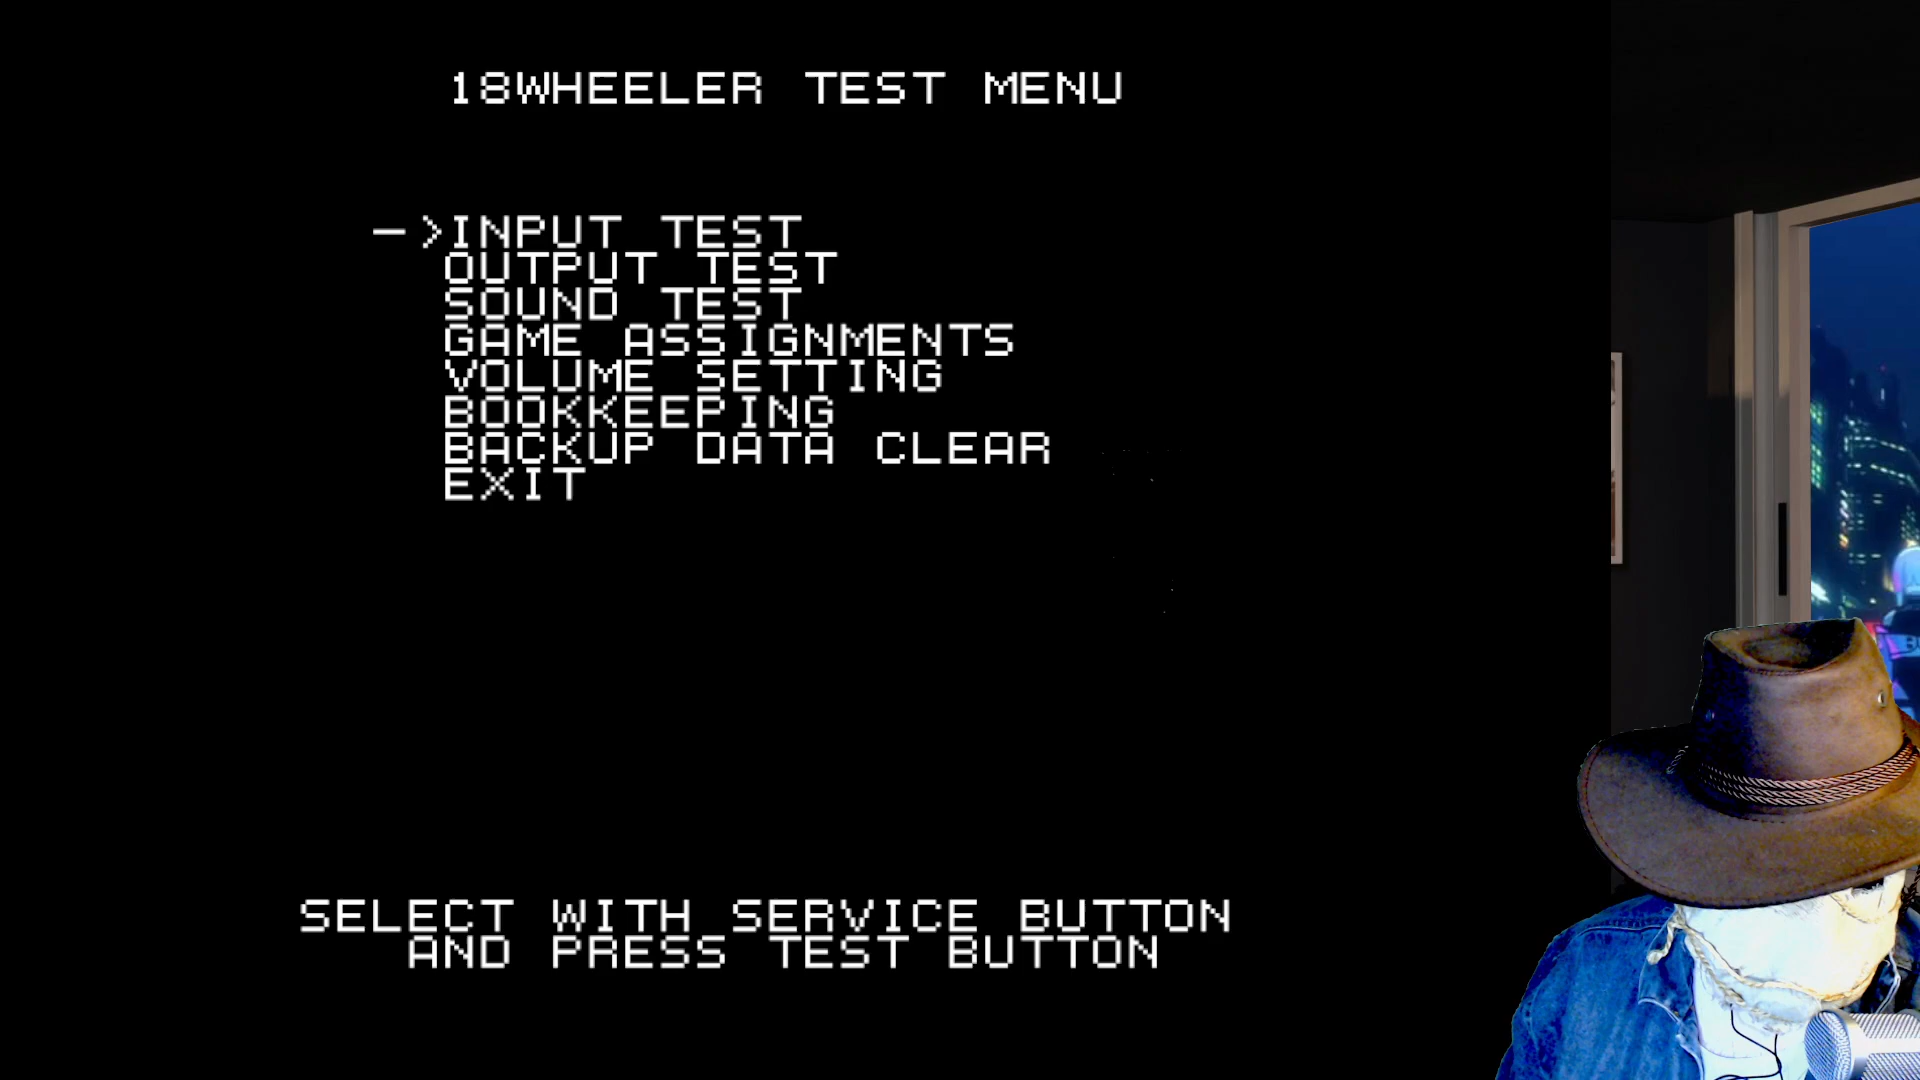 18WHEELER TEST MENU
->INPUT TEST
OUTPUT TEST
SOUND TEST
GAME ASSIGNMENTS
VOLUME SETTING
BOOKKEEPING
BACKUP DATA CLEAR
EXIT
SELECT WITH SERVICE BUTTON
AND PRESS TEST BUTTON